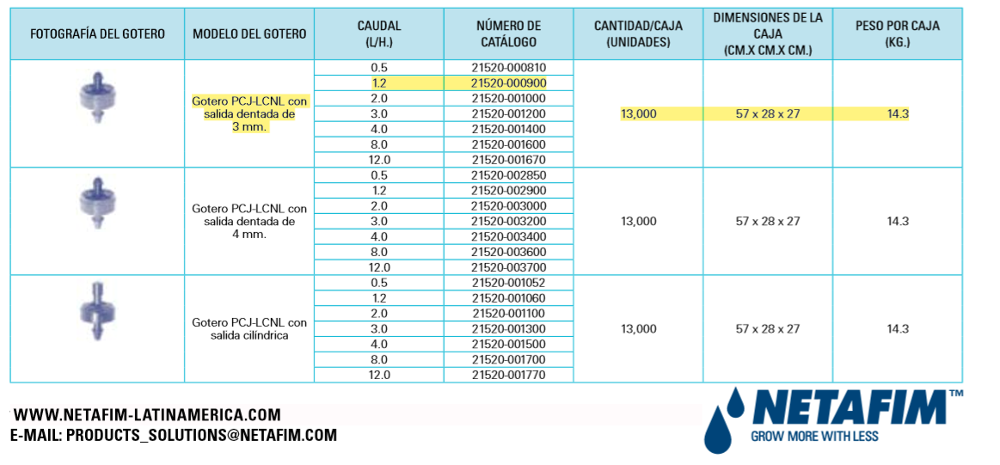 FOTOGRAFÍA DEL GOTERO MODELO DEL GOTERO CAUDAL (L/H.) NÚMERO DE CATÁLOGO CANTIDAD/CAJA (UNIDADES) DIMENSIONES DE LA CAJA (CM.X CM.X CM.) PESO POR CAJA (KG.)
Gotero PCJ-LCNL con
salida dentada de
3 mm.
0.5 21520-000810
1.2 21520-000900
2.0 21520-001000
3.0 21520-001200
4.0 21520-001400
8.0 21520-001600
12.0 21520-001670
13,000 57 x 28 x 27 14.3
Gotero PCJ-LCNL con
salida dentada de
4 mm.
0.5 21520-002850
1.2 21520-002900
2.0 21520-003000
3.0 21520-003200
4.0 21520-003400
8.0 21520-003600
12.0 21520-003700
13,000 57 x 28 x 27 14.3
Gotero PCJ-LCNL con
salida cilíndrica
0.5 21520-001052
1.2 21520-001060
2.0 21520-001100
3.0 21520-001300
4.0 21520-001500
8.0 21520-001700
12.0 21520-001770
13,000 57 x 28 x 27 14.3
WWW.NETAFIM-LATINAMERICA.COM
E-MAIL: PRODUCTS_SOLUTIONS@NETAFIM.COM
NETAFIM™
GROW MORE WITH LESS